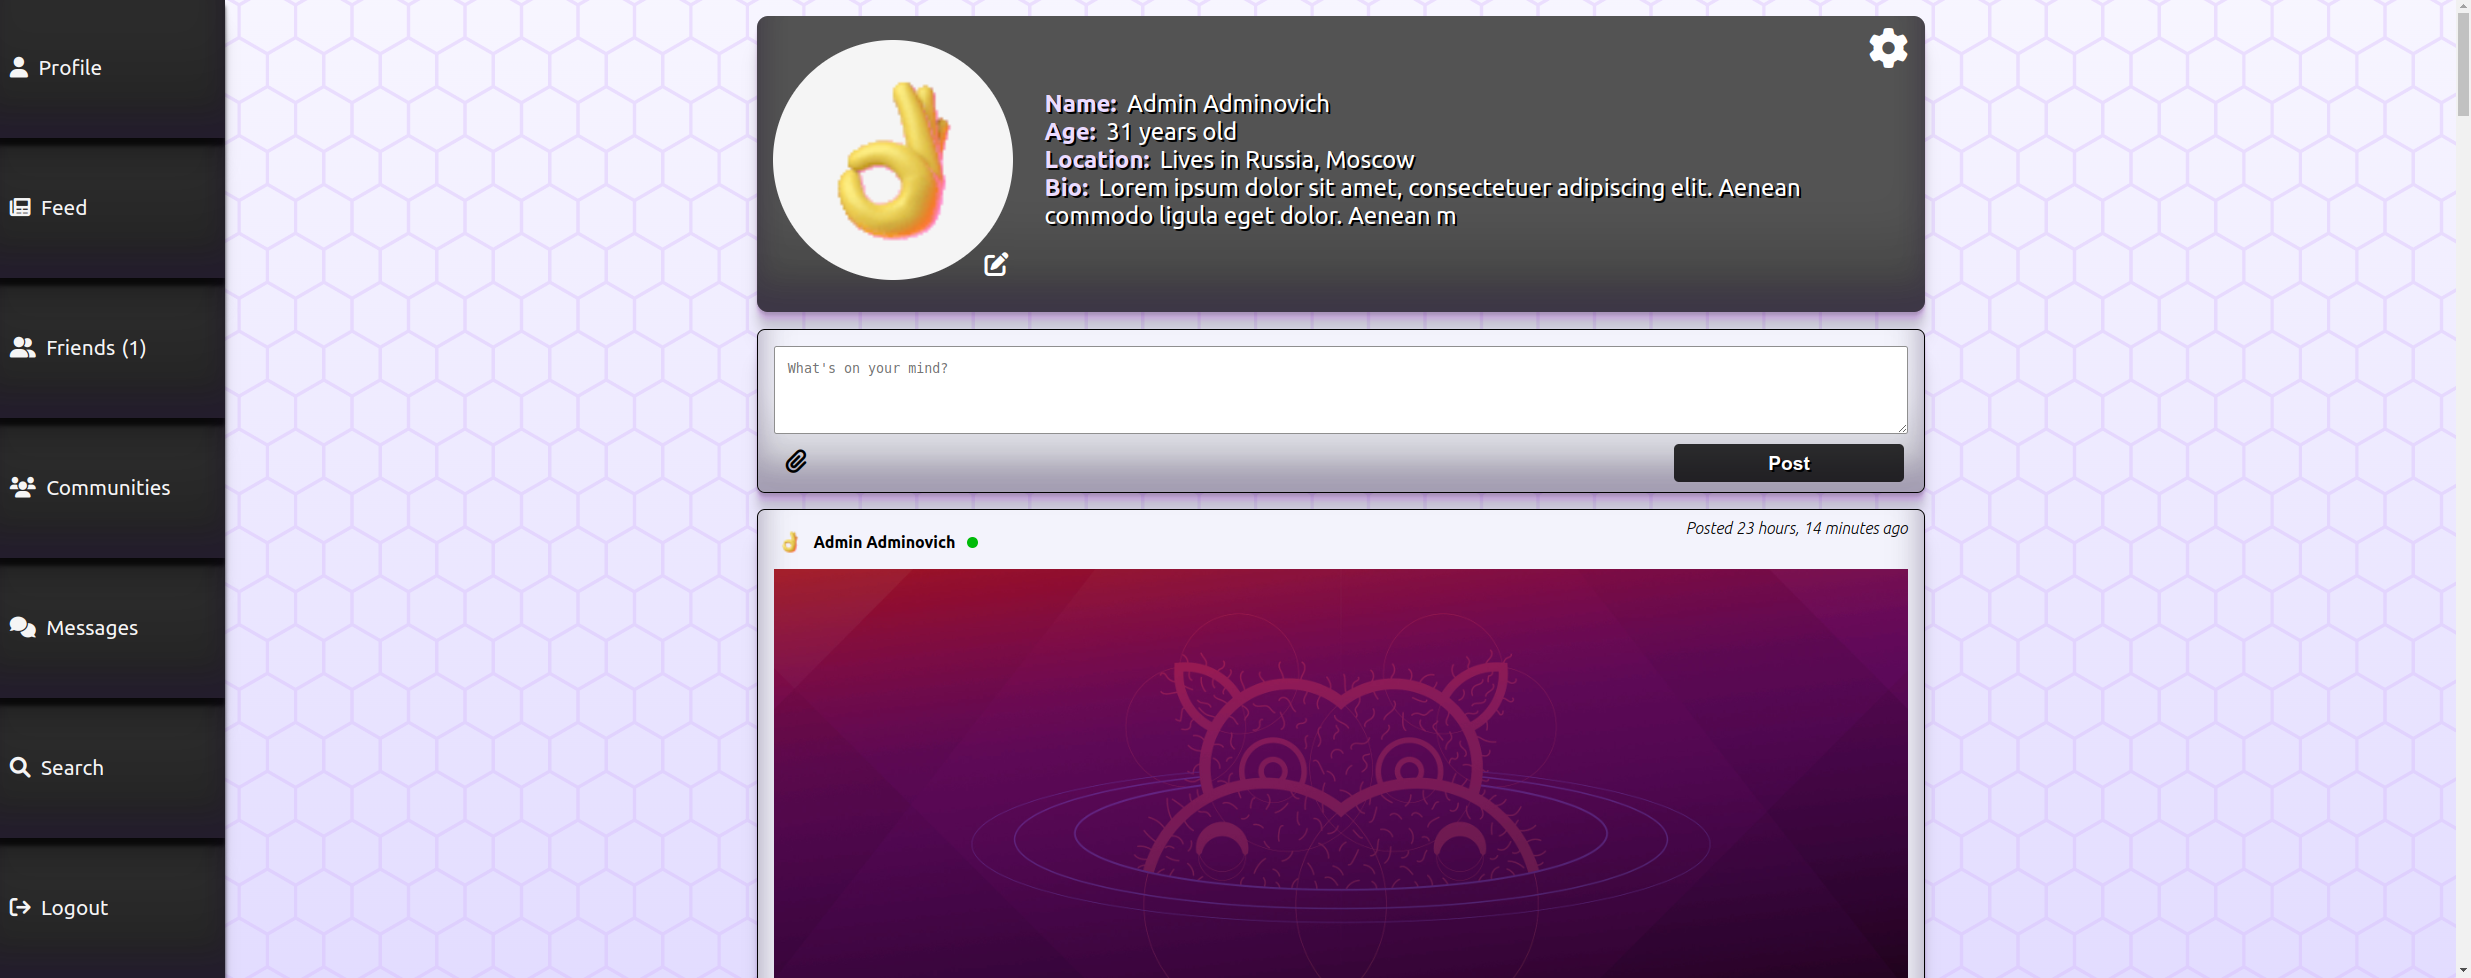 Profile
Feed
Friends (1)
Communities
Messages
Search
Logout
Name: Admin Adminovich
Age: 31 years old
Location: Lives in Russia, Moscow
Bio: Lorem ipsum dolor sit amet, consectetuer adipiscing elit. Aenean
commodo ligula eget dolor. Aenean m
What's on your mind?
Post
Admin Adminovich
Posted 23 hours, 14 minutes ago